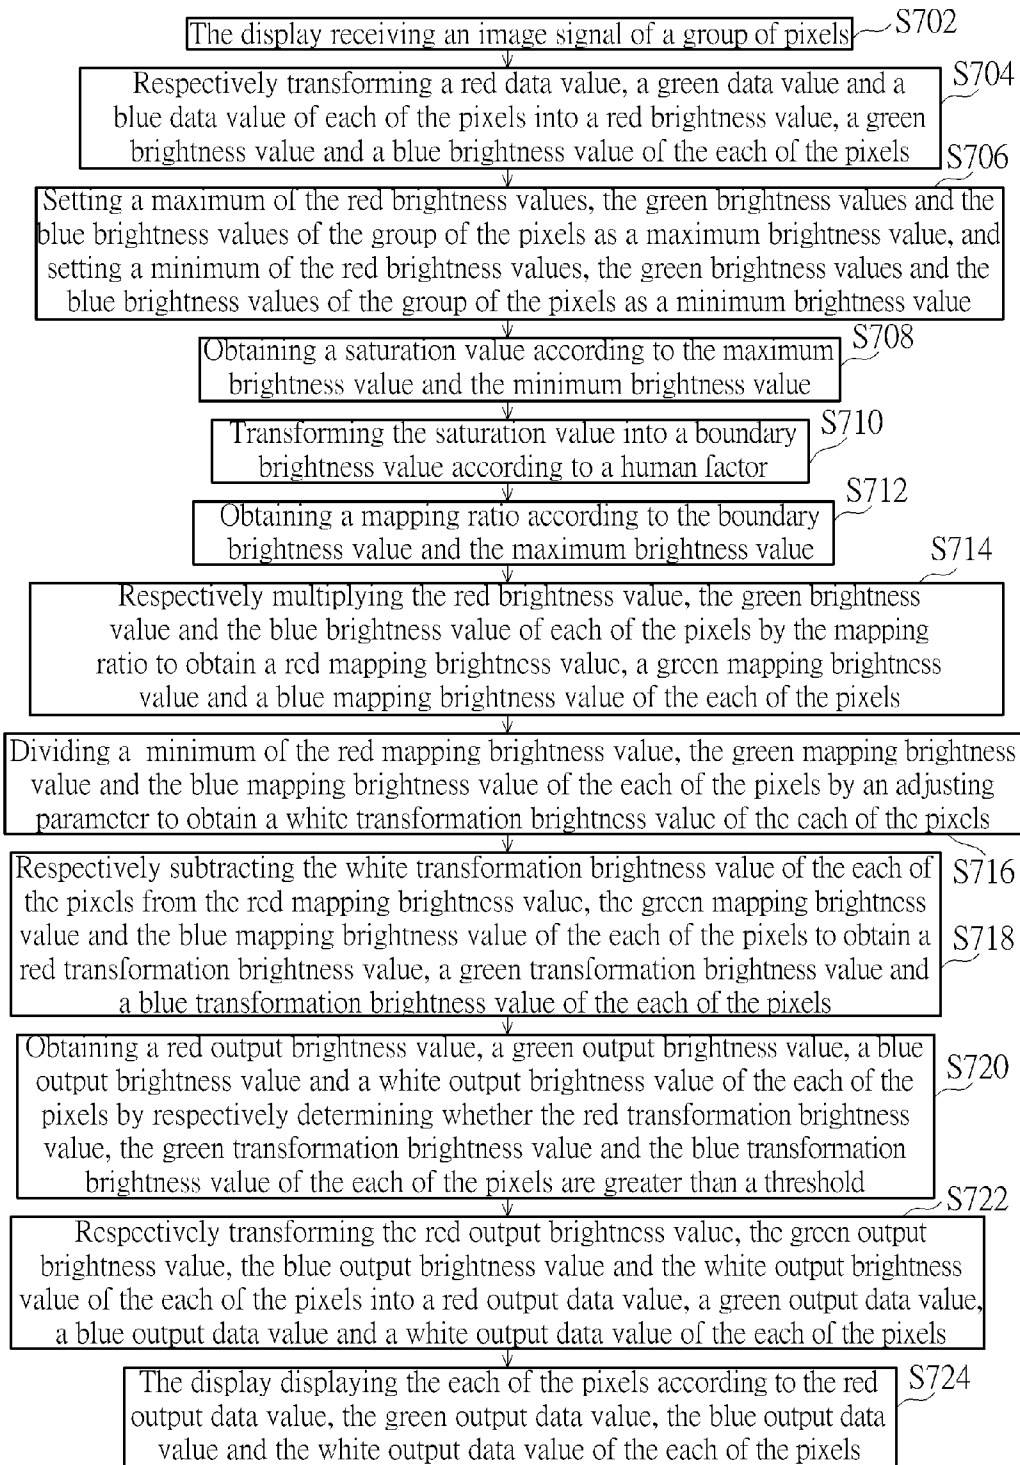 The display receiving an image signal of a group of pixels
S702
Respectively transforming a red data value, a green data value and a
blue data value of each of the pixels into a red brightness value, a green
brightness value and a blue brightness value of the each of the pixels
S704
Setting a maximum of the red brightness values, the green brightness values and the
blue brightness values of the group of the pixels as a maximum brightness value, and
setting a minimum of the red brightness values, the green brightness values and the
blue brightness values of the group of the pixels as a minimum brightness value
S706
Obtaining a saturation value according to the maximum
brightness value and the minimum brightness value
S708
Transforming the saturation value into a boundary
brightness value according to a human factor
S710
Obtaining a mapping ratio according to the boundary
brightness value and the maximum brightness value
S712
Respectively multiplying the red brightness value, the green brightness
value and the blue brightness value of each of the pixels by the mapping
ratio to obtain a red mapping brightness value, a green mapping brightness
value and a blue mapping brightness value of the each of the pixels
S714
Dividing a minimum of the red mapping brightness value, the green mapping brightness
value and the blue mapping brightness value of the each of the pixels by an adjusting
parameter to obtain a white transformation brightness value of the each of the pixels
S716
Respectively subtracting the white transformation brightness value of the each of
the pixels from the red mapping brightness value, the green mapping brightness
value and the blue mapping brightness value of the each of the pixels to obtain a
red transformation brightness value, a green transformation brightness value and
a blue transformation brightness value of the each of the pixels
S718
Obtaining a red output brightness value, a green output brightness value, a blue
output brightness value and a white output brightness value of the each of the
pixels by respectively determining whether the red transformation brightness
value, the green transformation brightness value and the blue transformation
brightness value of the each of the pixels are greater than a threshold
S720
Respectively transforming the red output brightness value, the green output
brightness value, the blue output brightness value and the white output brightness
value of the each of the pixels into a red output data value, a green output data value,
a blue output data value and a white output data value of the each of the pixels
S722
The display displaying the each of the pixels according to the red
output data value, the green output data value, the blue output data
value and the white output data value of the each of the pixels
S724